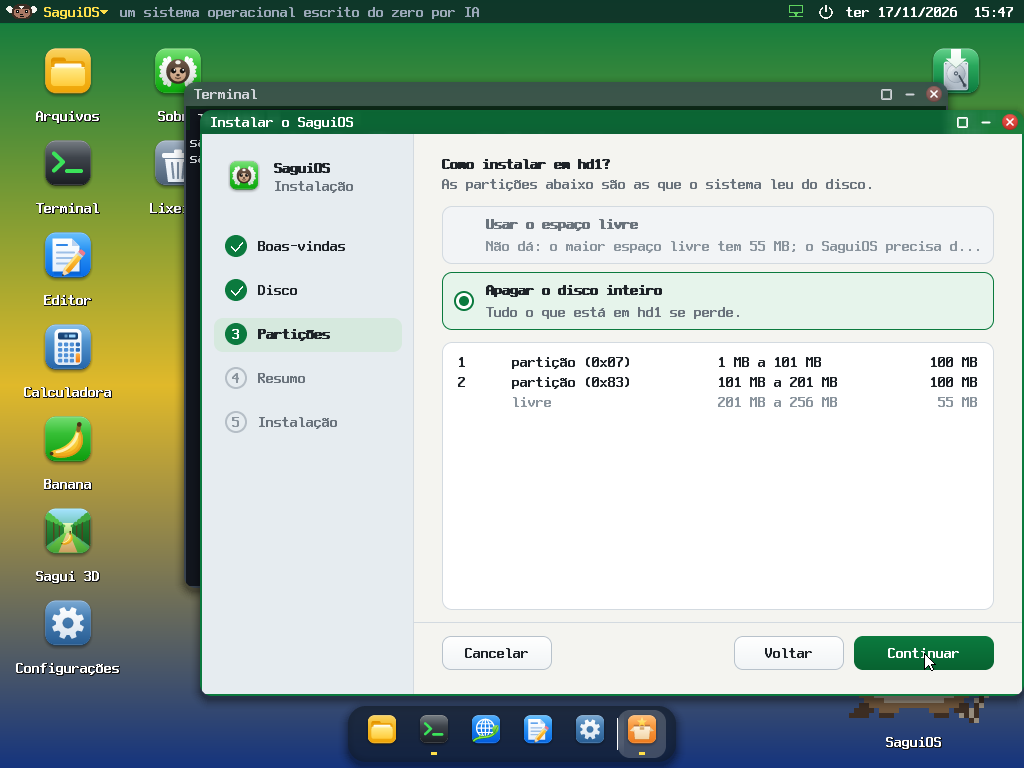 SaguiOS um sistema operacional escrito do zero por IA ter 17/11/2026 15:47
Arquivos
Terminal
Editor
Calculadora
Banana
Sagui 3D
Configurações
Terminal
Instalar o SaguiOS
SaguiOS
Instalação
Boas-vindas
Disco
3 Partições
4 Resumo
5 Instalação
Como instalar em hd1?
As partições abaixo são as que o sistema leu do disco.
Usar o espaço livre
Não dá: o maior espaço livre tem 55 MB; o SaguiOS precisa d...
Apagar o disco inteiro
Tudo o que está em hd1 se perde.
1 partição (0x07) 1 MB a 101 MB 100 MB
2 partição (0x83) 101 MB a 201 MB 100 MB
livre 201 MB a 256 MB 55 MB
Cancelar Voltar Continuar
SaguiOS